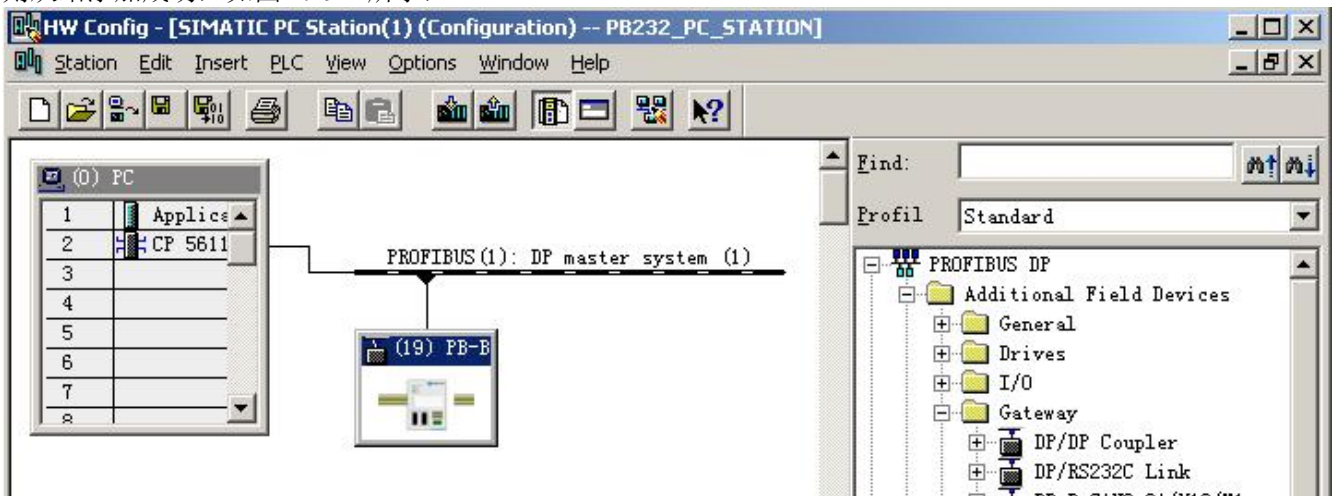 HW Config - [SIMATIC PC Station(1) (Configuration) -- PB232_PC_STATION]
Station Edit Insert PLC View Options Window Help
Find:
Profil Standard
(0) PC
1 Applica
2 CP 5611
3
4
5
6
7
8
PROFIBUS(1): DP master system (1)
(19) PB-B
PROFIBUS DP
Additional Field Devices
General
Drives
I/O
Gateway
DP/DP Coupler
DP/RS232C Link